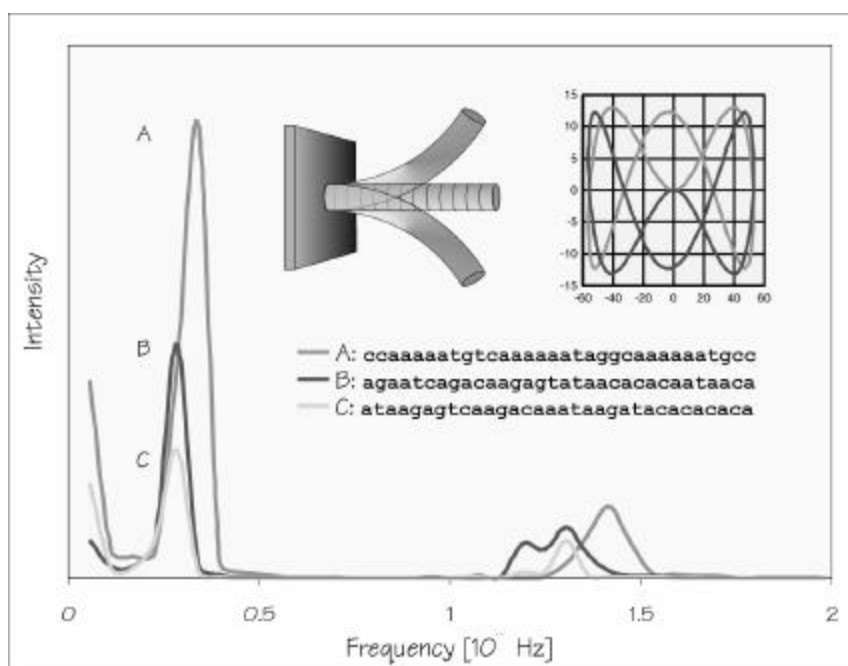 A
B
C
Intensity
15
10
5
0
-5
-10
-15
-60 -40 -20 0 20 40 60
A: ccaaaaatgtcaaaaaataggcaaaaaatgcc
B: agaatcagacaagagtataacacacaataaca
C: ataagagtcaagacaaataagatacacacaca
0 0.5 1 1.5 2
Frequency [10 Hz]